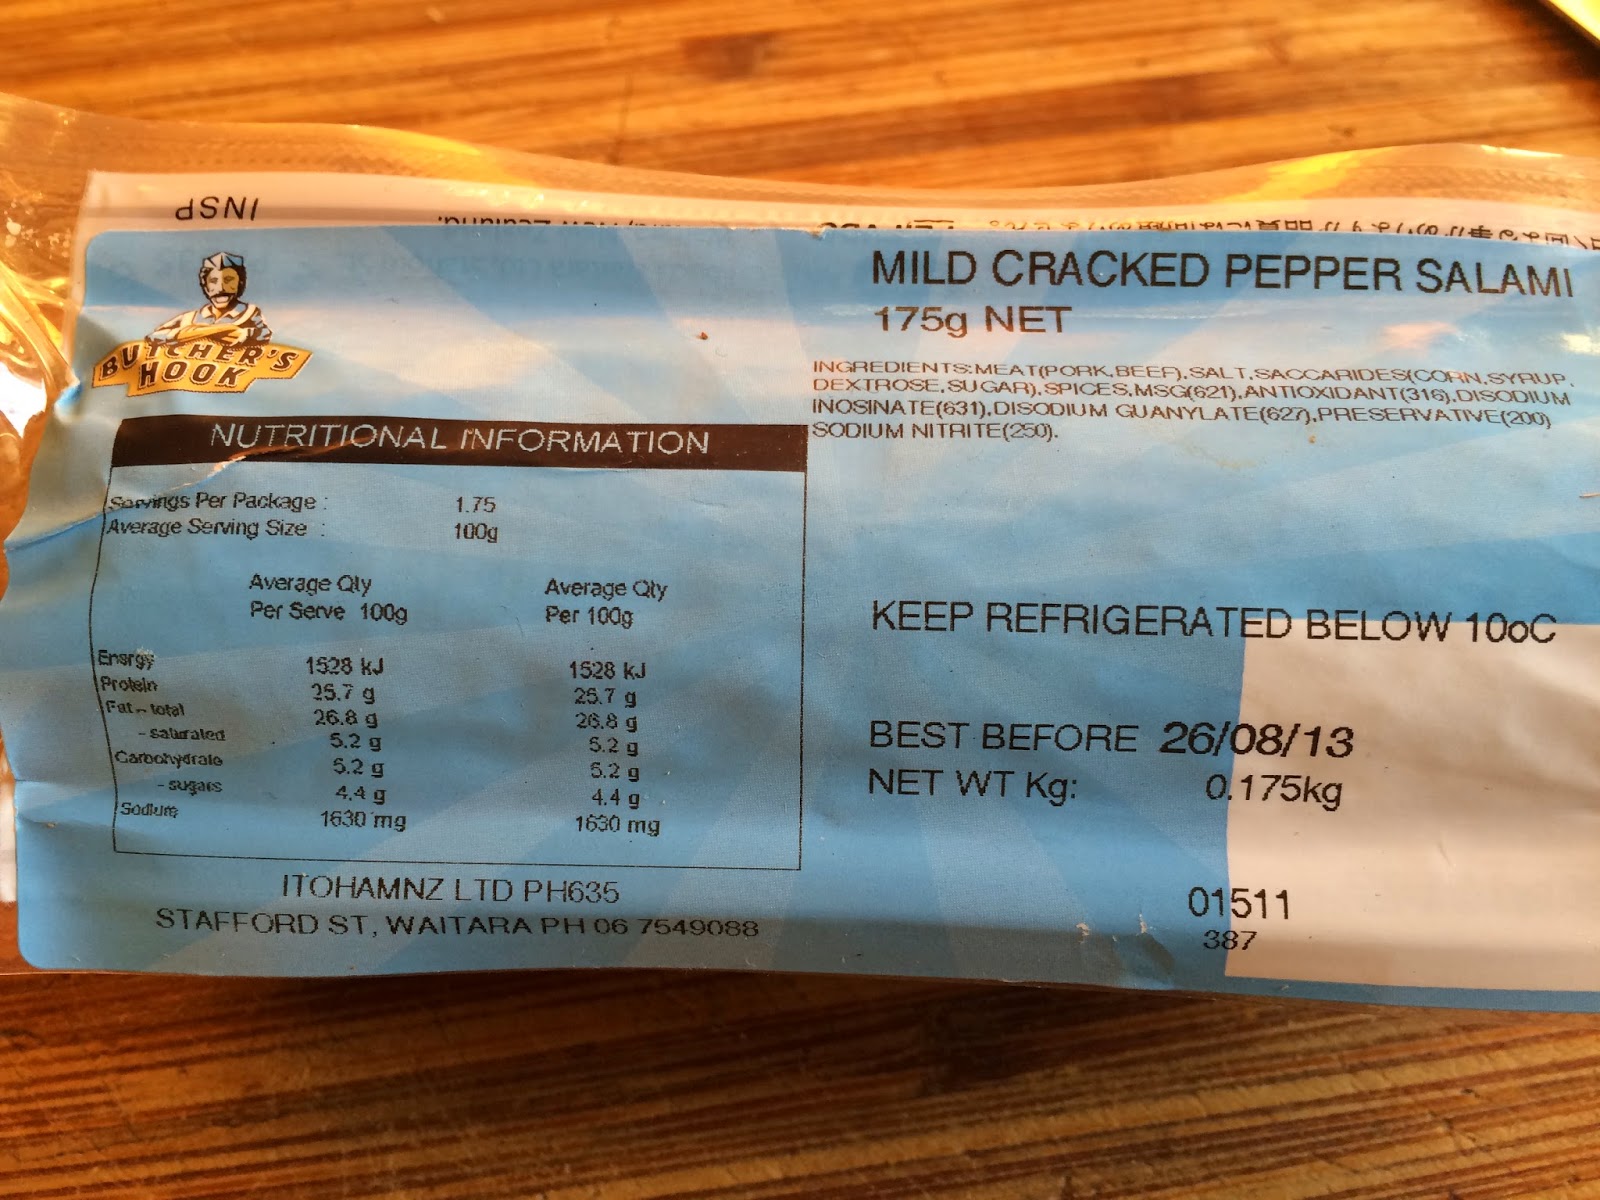 INSP
BUTCHER'S
HOOK
NUTRITIONAL INFORMATION
Servings Per Package : 1.75
Average Serving Size : 100g
Average Qty Average Qty
Per Serve 100g Per 100g
Energy 1528 kJ 1528 kJ
Protein 25.7 g 25.7 g
Fat - total 26.8 g 26.8 g
- saturated 5.2 g 5.2 g
Carbohydrate 5.2 g 5.2 g
- sugars 4.4 g 4.4 g
Sodium 1630 mg 1630 mg
ITOHAMNZ LTD PH635
STAFFORD ST, WAITARA PH 06 7549088
MILD CRACKED PEPPER SALAMI
175g NET
INGREDIENTS:MEAT(PORK,BEEF),SALT,SACCARIDES(CORN,SYRUP,
DEXTROSE,SUGAR),SPICES,MSG(621),ANTIOXIDANT(316),DISODIUM
INOSINATE(631),DISODIUM GUANYLATE(627),PRESERVATIVE(200)
SODIUM NITRITE(250).
KEEP REFRIGERATED BELOW 10oC
BEST BEFORE 26/08/13
NET WT Kg: 0.175kg
01511
387